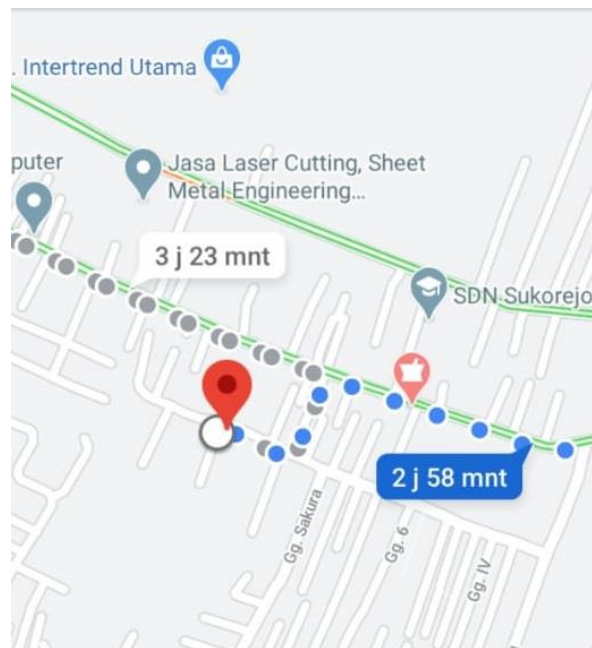 . Intertrend Utama
puter
Jasa Laser Cutting, Sheet
Metal Engineering...
3 j 23 mnt
SDN Sukorejo
2 j 58 mnt
Gg. Sakura
Gg. 6
Gg. IV